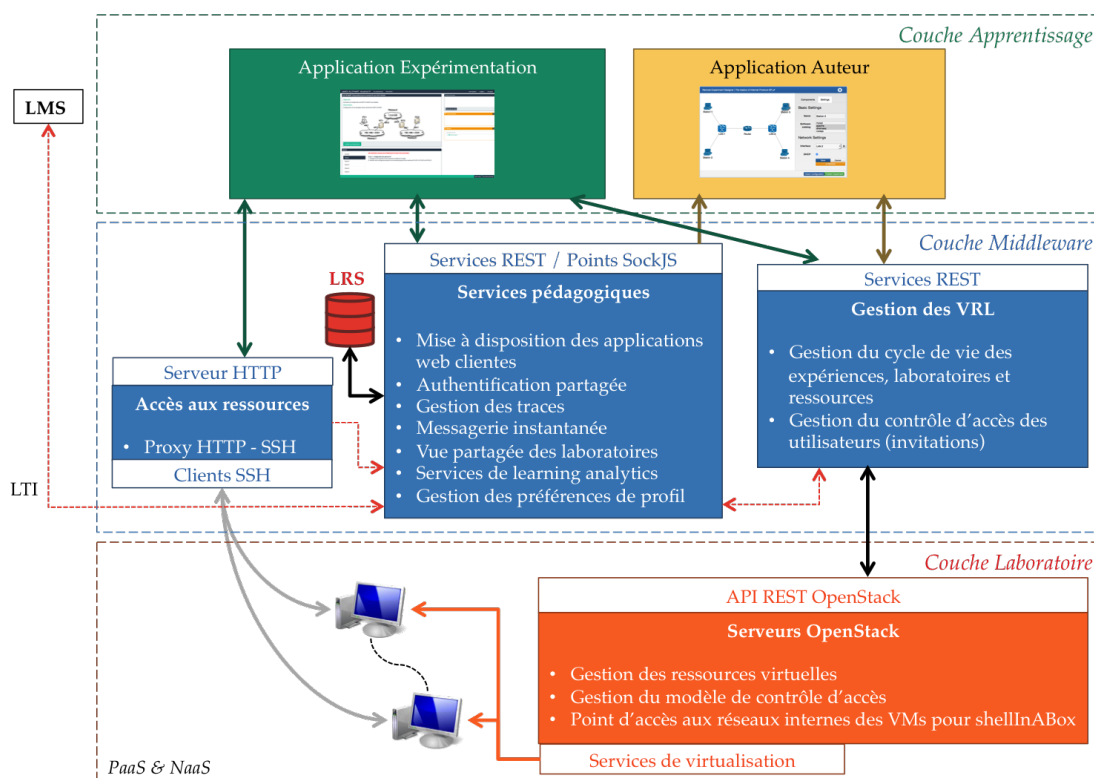 Couche Apprentissage
Application Expérimentation
Application Auteur
LMS
Couche Middleware
Services REST / Points SockJS
Services pédagogiques
• Mise à disposition des applications
web clientes
• Authentification partagée
• Gestion des traces
• Messagerie instantanée
• Vue partagée des laboratoires
• Services de learning analytics
• Gestion des préférences de profil
LRS
Services REST
Gestion des VRL
• Gestion du cycle de vie des
expériences, laboratoires et
ressources
• Gestion du contrôle d'accès des
utilisateurs (invitations)
Serveur HTTP
Accès aux ressources
• Proxy HTTP - SSH
Clients SSH
LTI
Couche Laboratoire
API REST OpenStack
Serveurs OpenStack
• Gestion des ressources virtuelles
• Gestion du modèle de contrôle d'accès
• Point d'accès aux réseaux internes des VMs pour shellInABox
Services de virtualisation
PaaS & NaaS